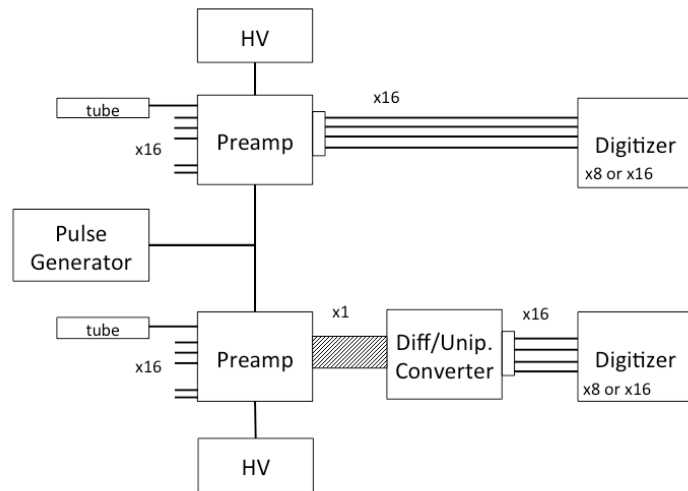 HV
tube
x16
Preamp
x16
Digitizer
x8 or x16
Pulse
Generator
tube
x16
Preamp
x1
Diff/Unip.
Converter
x16
Digitizer
x8 or x16
HV